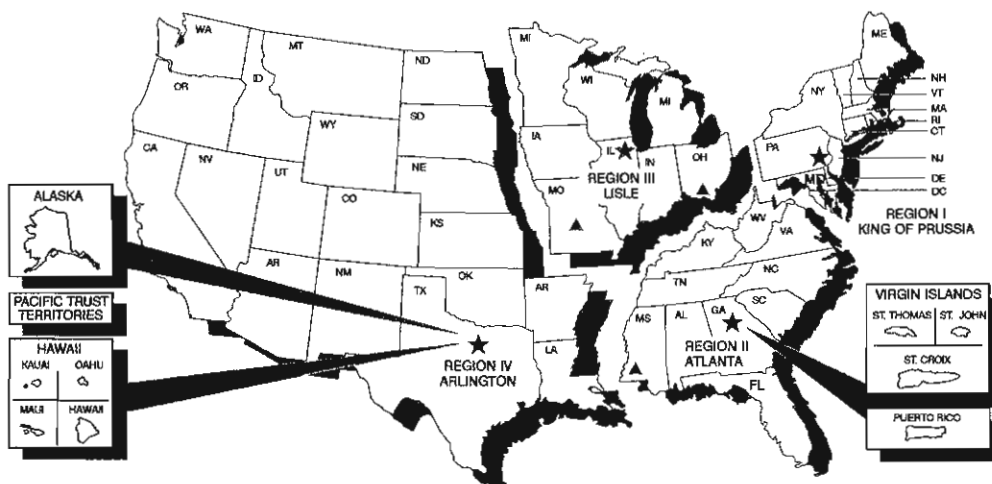 WA
MT
ND
MI
ME
OR
ID
WI
NY
NH
VT
MA
RI
CT
WY
SD
MI
CA
NV
IA
PA
NJ
NE
IL
IN
OH
MD
DE
DC
UT
CO
MO
REGION III
LISLE
WV
VA
REGION I
KING OF PRUSSIA
KS
KY
ALASKA
AR
NM
OK
TX
AR
TN
NC
SC
MS
AL
GA
LA
FL
REGION IV
ARLINGTON
REGION II
ATLANTA
PACIFIC TRUST
TERRITORIES
HAWAII
KAUAI
OAHU
MAUI
HAWAII
VIRGIN ISLANDS
ST. THOMAS
ST. JOHN
ST. CROIX
PUERTO RICO